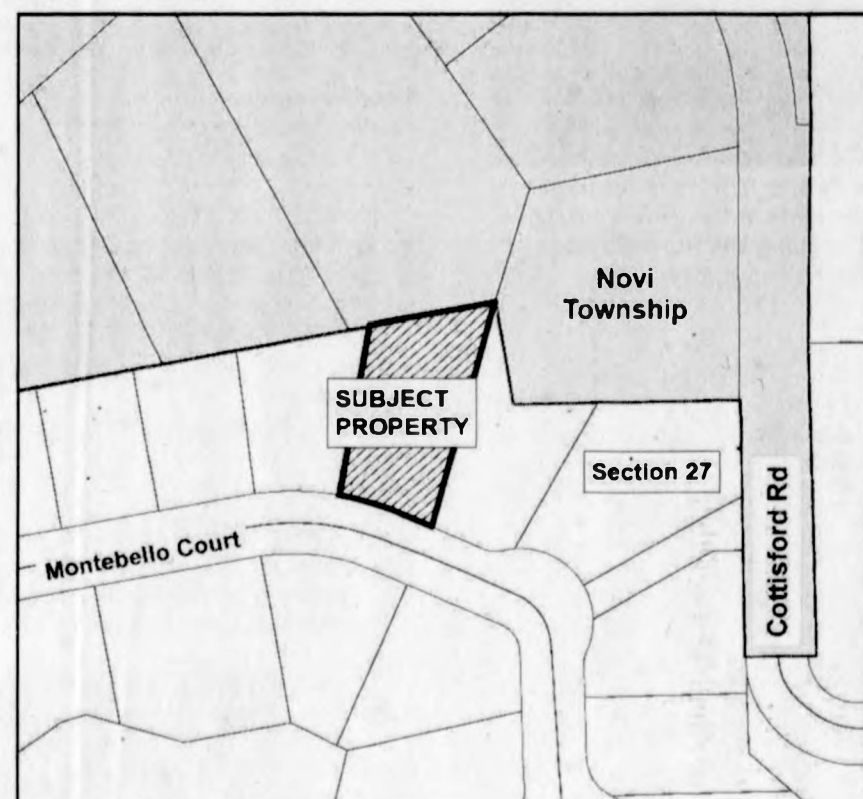 Novi
Township
SUBJECT
PROPERTY
Section 27
Montebello Court
Cottisford Rd